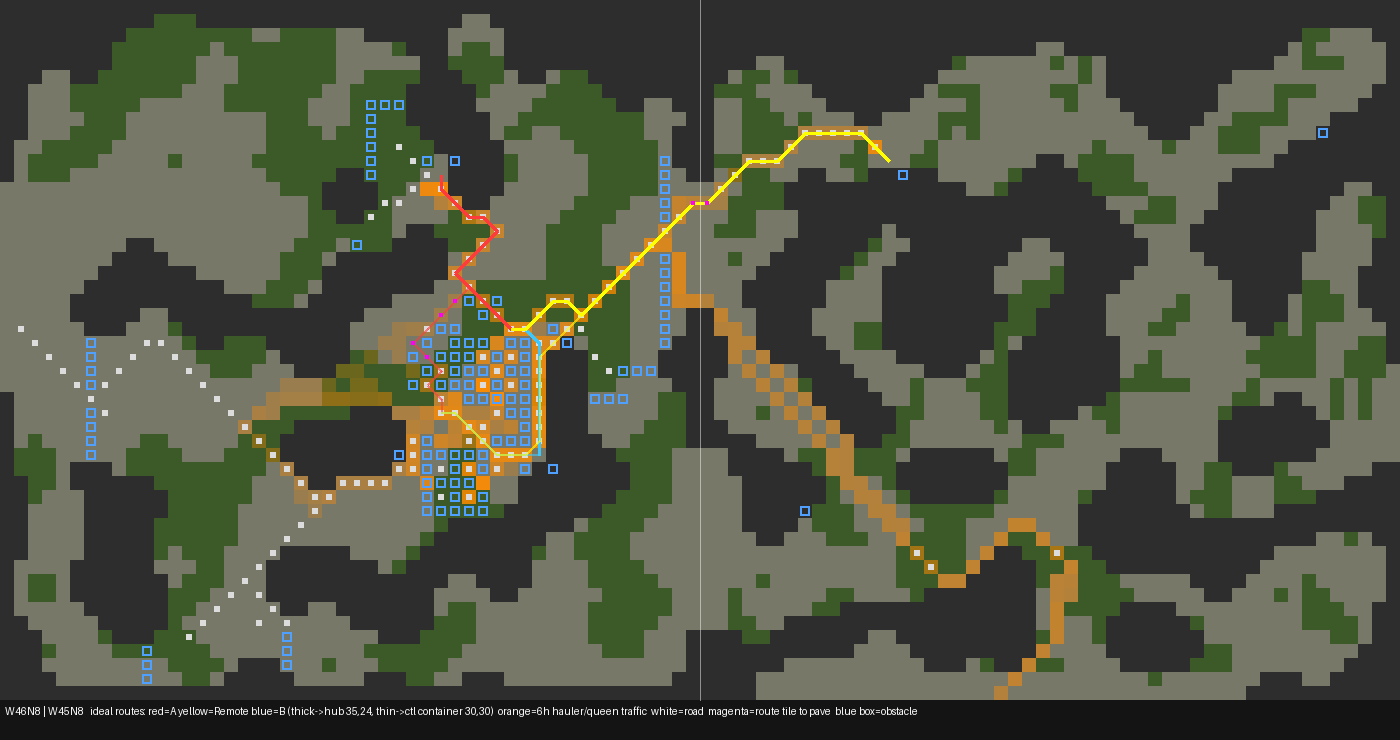 W46N8 | W45N8   ideal routes: red=A yellow=Remote blue=B (thick->hub 35,24, thin->ctl container 30,30)  orange=6h hauler/queen traffic  white=road  magenta=route tile to pave  blue box=obstacle